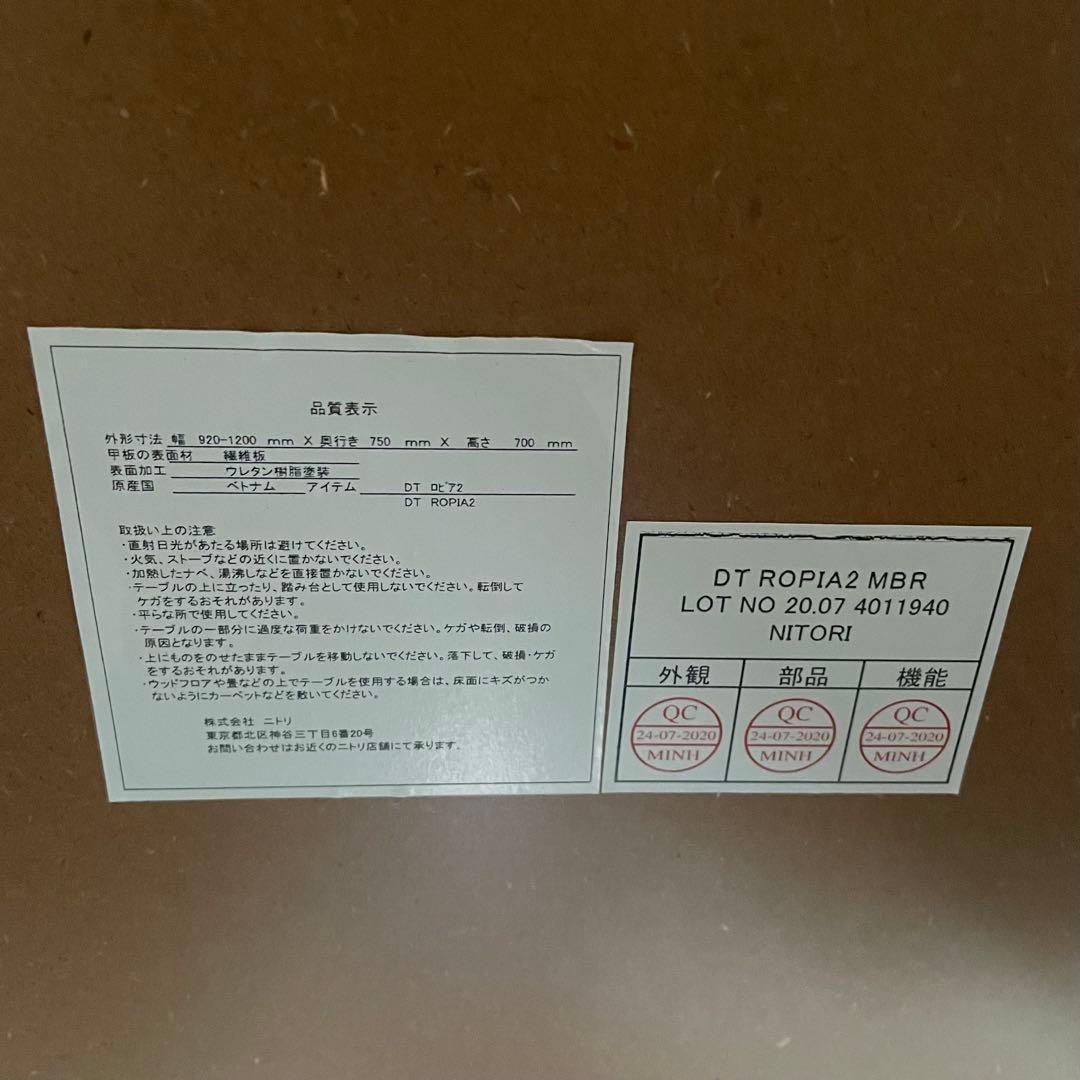 品質表示
外形寸法 幅 920-1200 mm X 奥行き 750 mm X 高さ 700 mm
甲板の表面材 繊維板
表面加工 ウレタン樹脂塗装
原産国 ベトナム アイテム DT ロピア2
DT ROPIA2
取扱い上の注意
・直射日光があたる場所は避けてください。
・火気、ストーブなどの近くに置かないでください。
・加熱したナベ、湯沸しなどを直接置かないでください。
・テーブルの上に立ったり、踏み台として使用しないでください。転倒して
ケガをするおそれがあります。
・平らな所で使用してください。
・テーブルの一部分に過度な荷重をかけないでください。ケガや転倒、破損の
原因となります。
・上にものをのせたままテーブルを移動しないでください。落下して、破損・ケガ
をするおそれがあります。
・ウッドフロアや畳などの上でテーブルを使用する場合は、床面にキズがつか
ないようにカーペットなどを敷いてください。
株式会社 ニトリ
東京都北区神谷三丁目6番20号
お問い合わせはお近くのニトリ店舗にて承ります。
DT ROPIA2 MBR
LOT NO 20.07 4011940
NITORI
外観 部品 機能
QC QC QC
24-07-2020 24-07-2020 24-07-2020
MINH MINH MINH